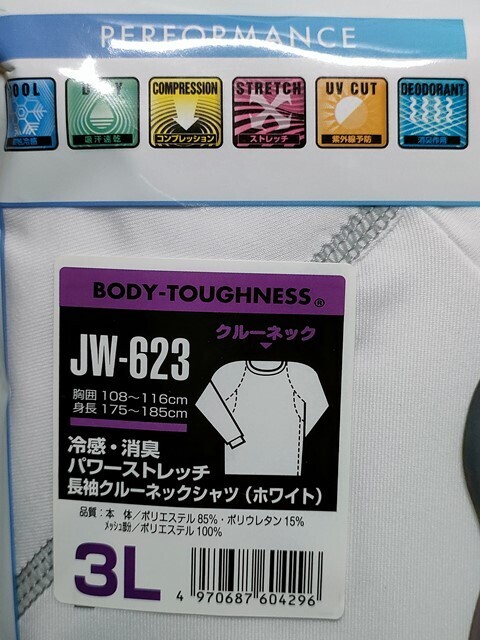 PERFORMANCE
COOL
DRY
COMPRESSION
STRETCH
UV CUT
DEODORANT
吸汗速乾
コンプレッション
ストレッチ
紫外線予防
消臭作用
BODY-TOUGHNESS®
クルーネック
JW-623
胸囲 108～116cm
身長 175～185cm
冷感・消臭
パワーストレッチ
長袖クルーネックシャツ（ホワイト）
品質：本 体／ポリエステル 85%・ポリウレタン 15%
メッシュ部分／ポリエステル 100%
3L
4 970687 604296